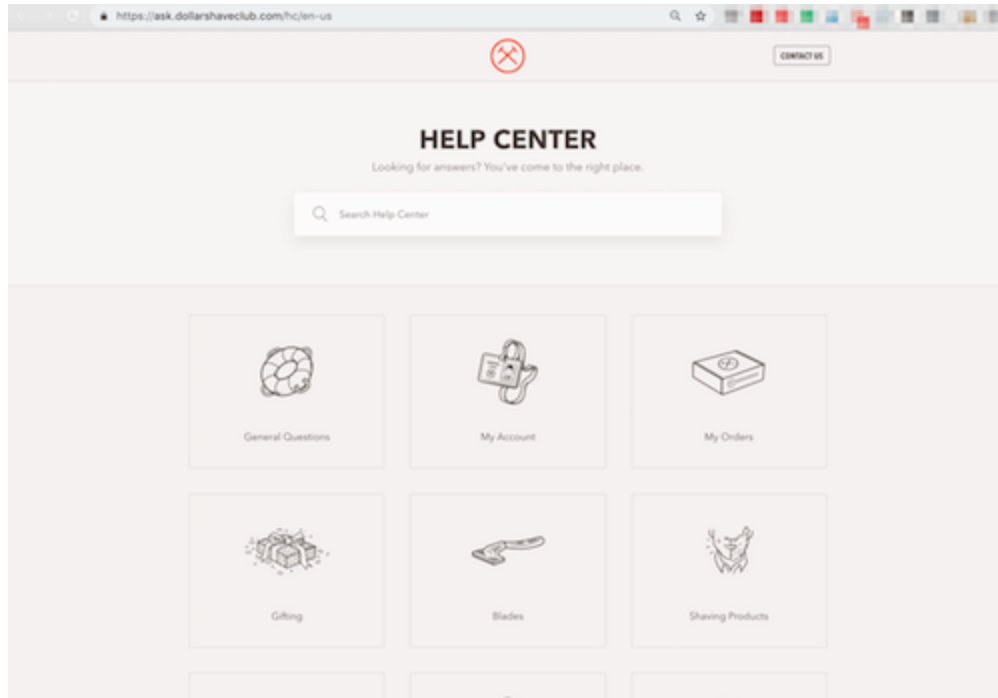 https://ask.dollarshaveclub.com/hc/en-us
CONTACT US
HELP CENTER
Looking for answers? You've come to the right place.
Search Help Center
General Questions
My Account
My Orders
Gifting
Blades
Shaving Products